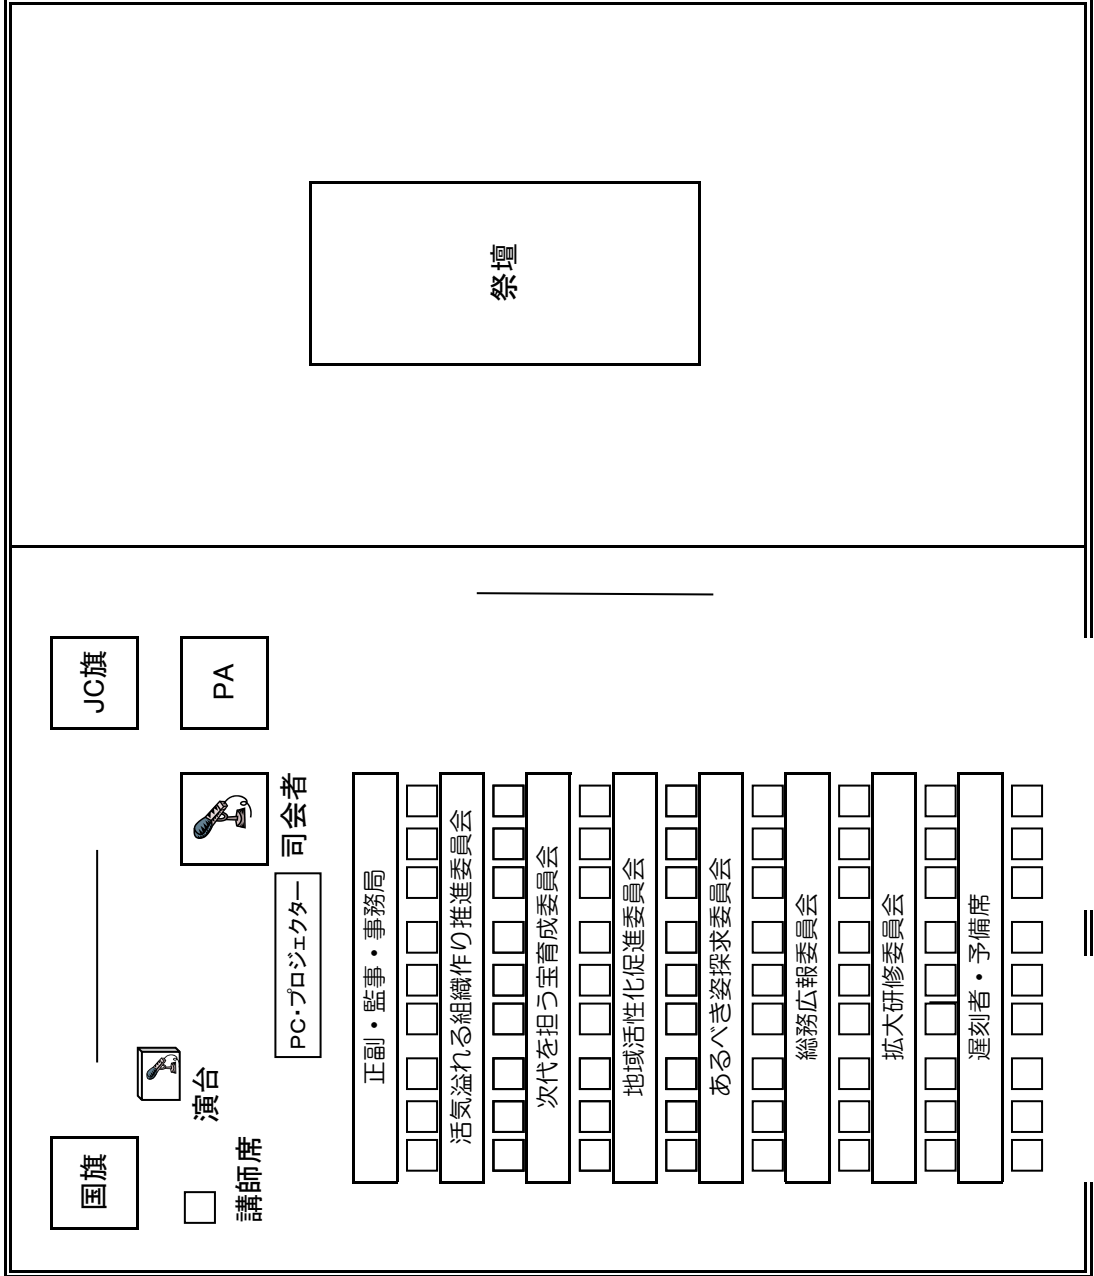 祭壇
国旗
JC旗
演台
講師席
司会者
PA
PC・プロジェクター
正副・監事・事務局
活気溢れる組織作り推進委員会
次代を担う宝育成委員会
地域活性化促進委員会
あるべき姿探求委員会
総務広報委員会
拡大研修委員会
遅刻者・予備席